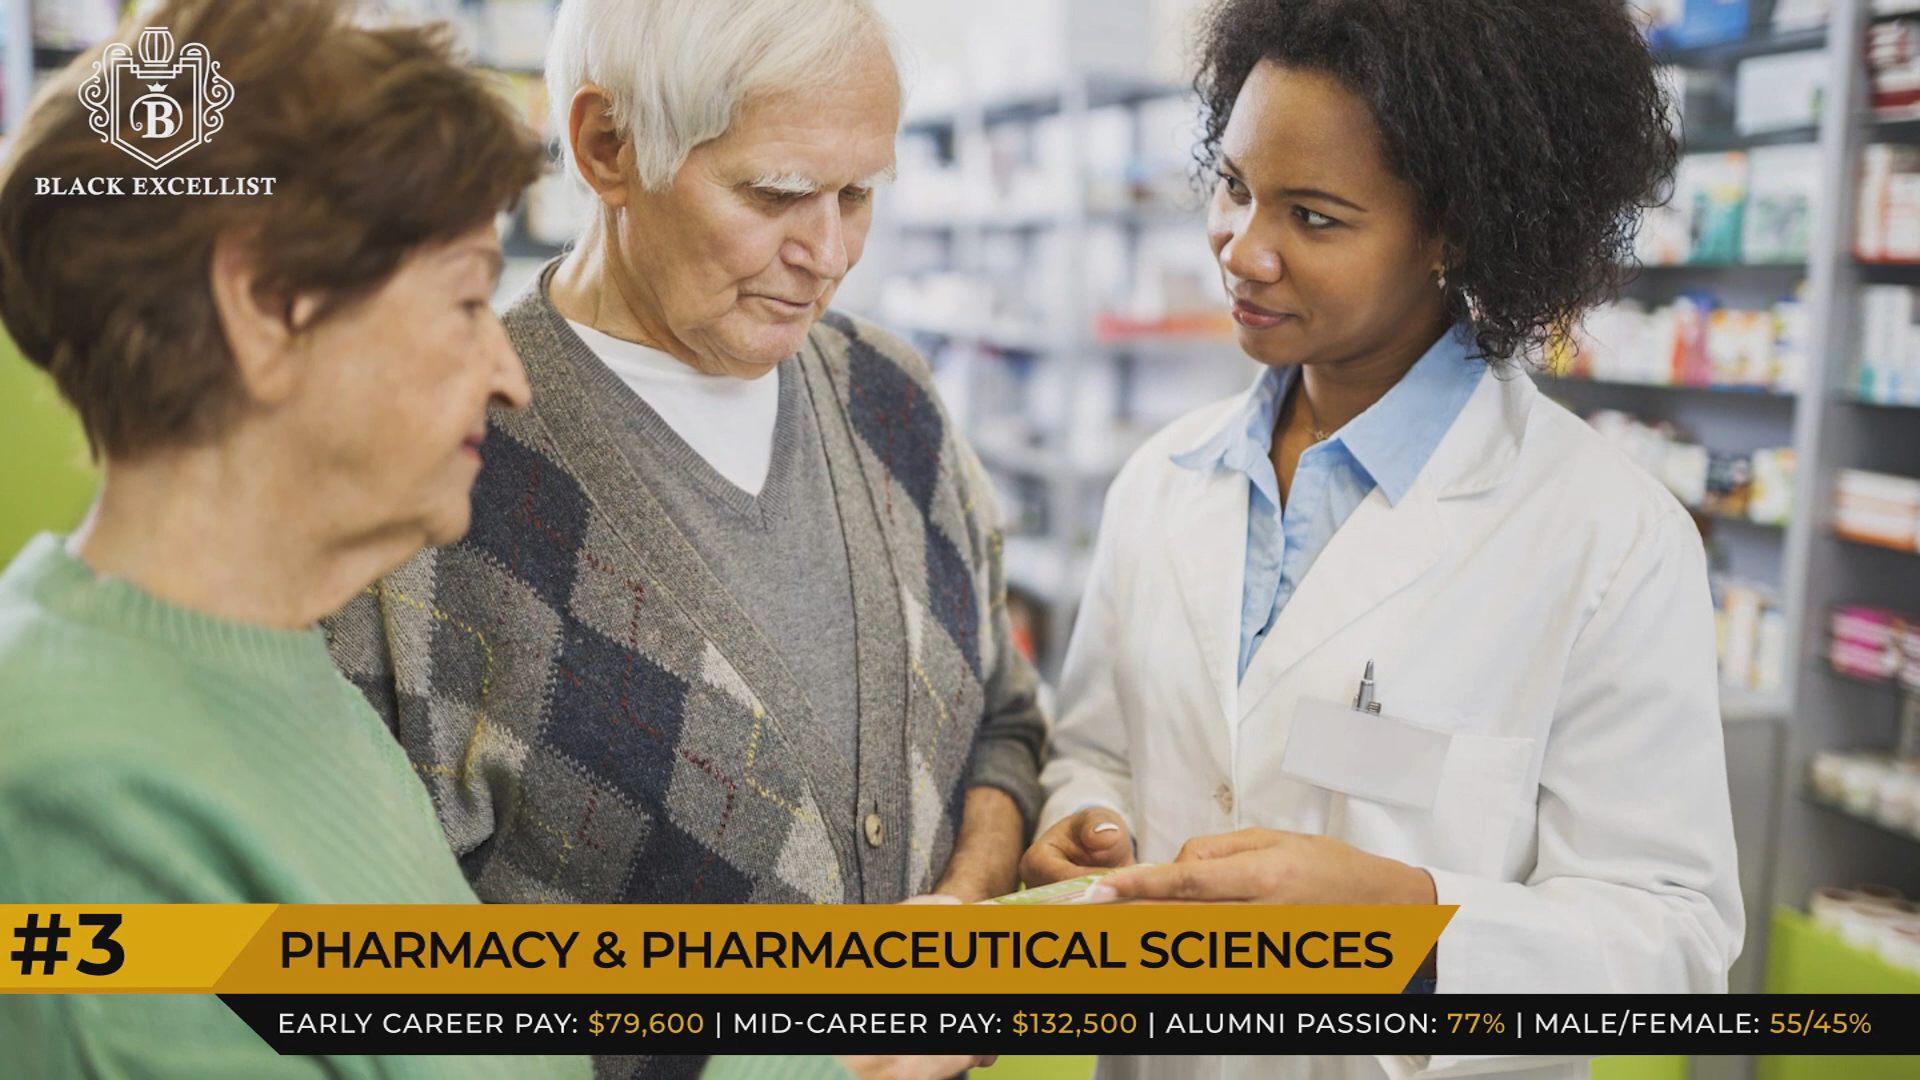 B
BLACK EXCELLIST
#3
PHARMACY & PHARMACEUTICAL SCIENCES
EARLY CAREER PAY: $79,600 | MID-CAREER PAY: $132,500 | ALUMNI PASSION: 77% | MALE/FEMALE: 55/45%